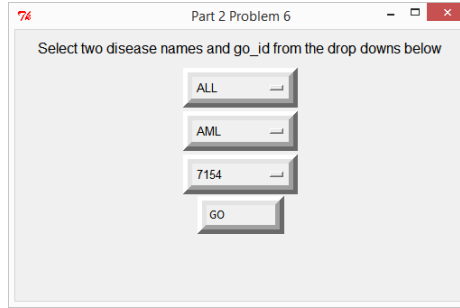 Part 2 Problem 6
Select two disease names and go_id from the drop downs below
ALL
AML
7154
GO